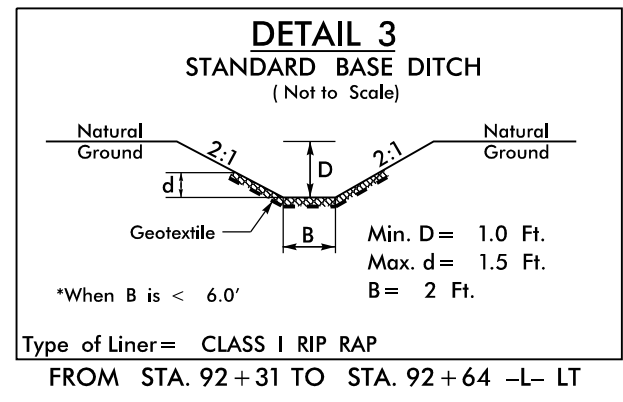 DETAIL 3
STANDARD BASE DITCH
( Not to Scale)
Natural
Ground
2:1
D
2:1
Natural
Ground
d
Geotextile
B
Min. D = 1.0 Ft.
Max. d = 1.5 Ft.
B = 2 Ft.
*When B is < 6.0'
Type of Liner = CLASS I RIP RAP
FROM STA. 92+31 TO STA. 92+64 -L- LT